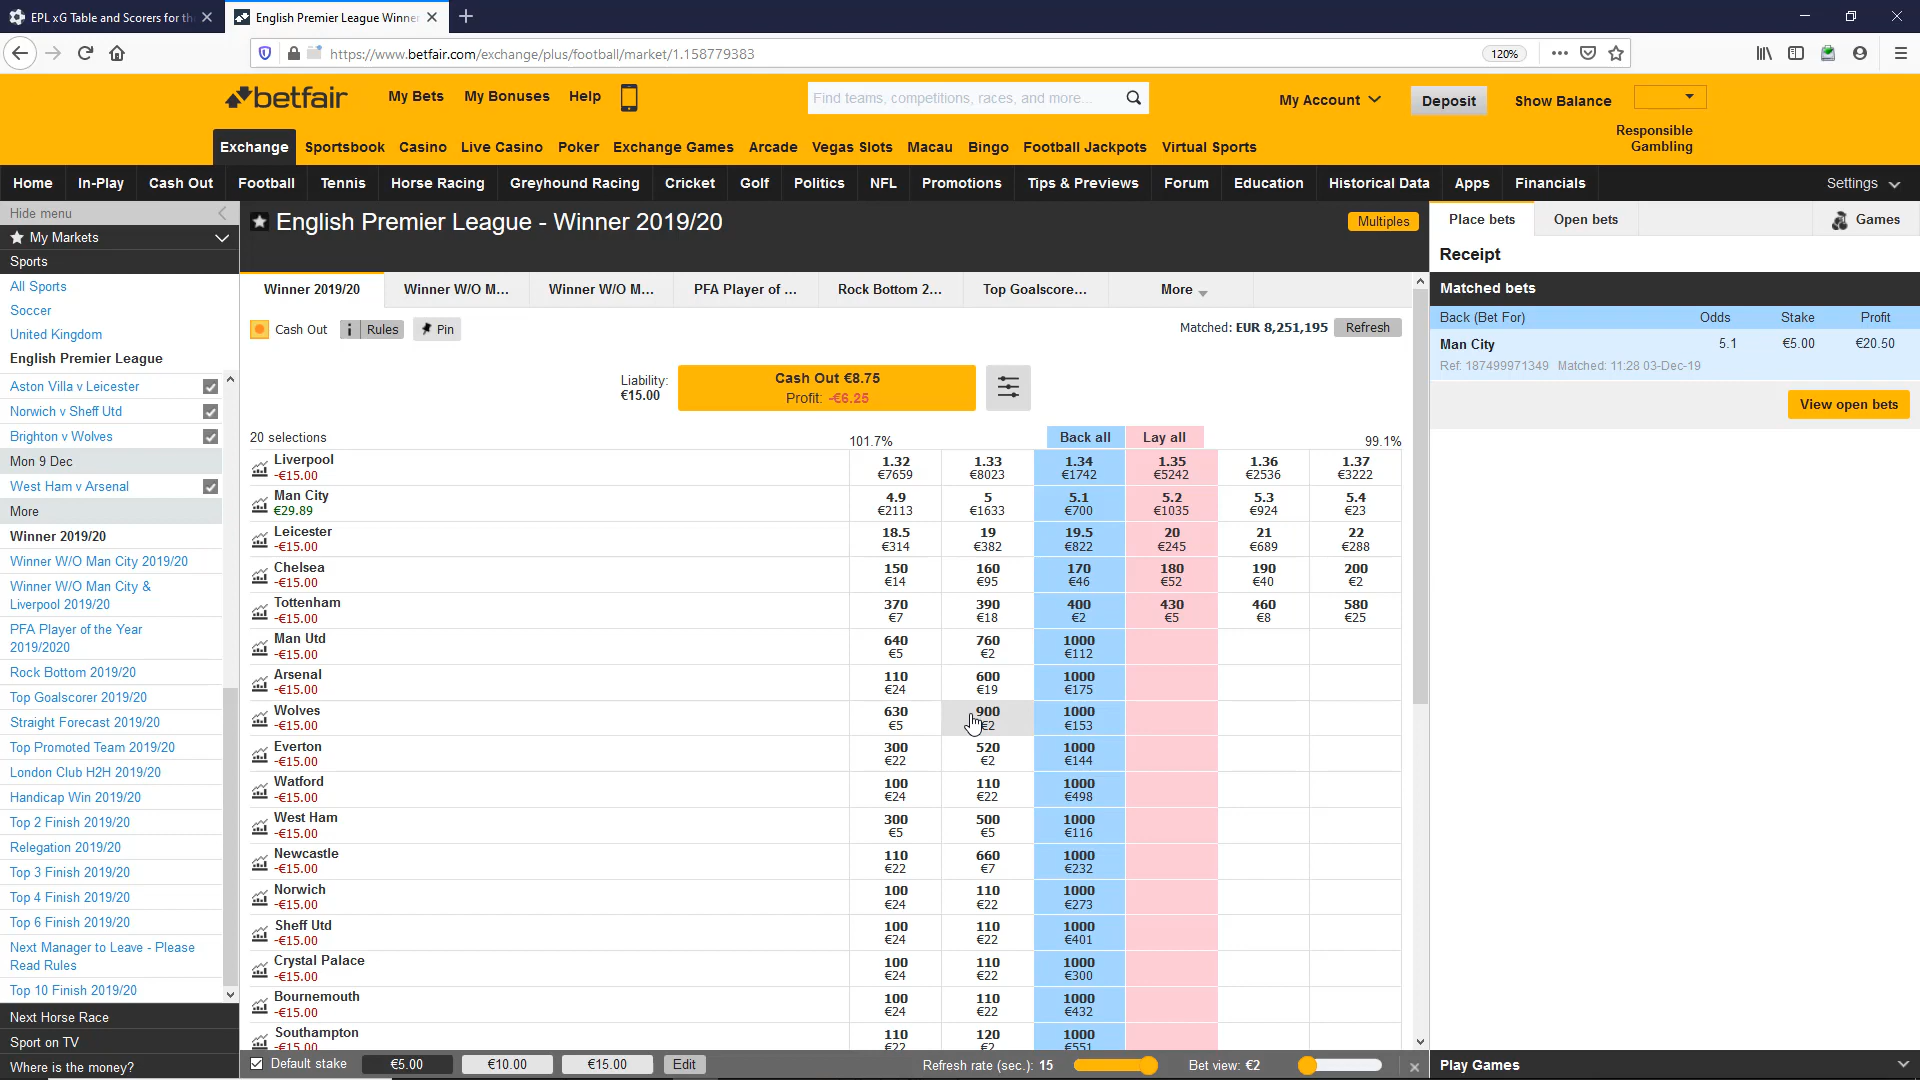 EPL xG Table and Scorers for th
English Premier League Winner
https://www.betfair.com/exchange/plus/football/market/1.158779383
120%
betfair
My Bets My Bonuses Help
Find teams, competitions, races, and more...
My Account Deposit Show Balance
Responsible Gambling
Exchange Sportsbook Casino Live Casino Poker Exchange Games Arcade Vegas Slots Macau Bingo Football Jackpots Virtual Sports
Home In-Play Cash Out Football Tennis Horse Racing Greyhound Racing Cricket Golf Politics NFL Promotions Tips & Previews Forum Education Historical Data Apps Financials Settings
Hide menu
My Markets
Sports
All Sports
Soccer
United Kingdom
English Premier League
Aston Villa v Leicester
Norwich v Sheff Utd
Brighton v Wolves
Mon 9 Dec
West Ham v Arsenal
More
Winner 2019/20
Winner W/O Man City 2019/20
Winner W/O Man City &
Liverpool 2019/20
PFA Player of the Year
2019/2020
Rock Bottom 2019/20
Top Goalscorer 2019/20
Straight Forecast 2019/20
Top Promoted Team 2019/20
London Club H2H 2019/20
Handicap Win 2019/20
Top 2 Finish 2019/20
Relegation 2019/20
Top 3 Finish 2019/20
Top 4 Finish 2019/20
Top 6 Finish 2019/20
Next Manager to Leave - Please
Read Rules
Top 10 Finish 2019/20
Next Horse Race
Sport on TV
Where is the money?
English Premier League - Winner 2019/20
Multiples
Winner 2019/20 Winner W/O M... Winner W/O M... PFA Player of ... Rock Bottom 2... Top Goalscore... More
Cash Out i Rules Pin
Matched: EUR 8,251,195 Refresh
Liability:
€15.00
Cash Out €8.75
Profit: -€6.25
20 selections 101.7% Back all Lay all 99.1%
Liverpool 1.32 1.33 1.34 1.35 1.36 1.37
-€15.00 €7659 €8023 €1742 €5242 €2536 €3222
Man City 4.9 5 5.1 5.2 5.3 5.4
€29.89 €2113 €1633 €700 €1035 €924 €23
Leicester 18.5 19 19.5 20 21 22
-€15.00 €314 €382 €822 €245 €689 €288
Chelsea 150 160 170 180 190 200
-€15.00 €14 €95 €46 €52 €40 €2
Tottenham 370 390 400 430 460 580
-€15.00 €7 €18 €2 €5 €8 €25
Man Utd 640 760 1000
-€15.00 €5 €2 €112
Arsenal 110 600 1000
-€15.00 €24 €19 €175
Wolves 630 900 1000
-€15.00 €5 €2 €153
Everton 300 520 1000
-€15.00 €22 €2 €144
Watford 100 110 1000
-€15.00 €24 €22 €498
West Ham 300 500 1000
-€15.00 €5 €5 €116
Newcastle 110 660 1000
-€15.00 €22 €7 €232
Norwich 100 110 1000
-€15.00 €24 €22 €273
Sheff Utd 100 110 1000
-€15.00 €24 €22 €401
Crystal Palace 100 110 1000
-€15.00 €24 €22 €300
Bournemouth 100 110 1000
-€15.00 €24 €22 €432
Southampton 110 120 1000
-€15.00 €22 €2 €551
Default stake €5.00 €10.00 €15.00 Edit Refresh rate (sec.): 15 Bet view: €2
Place bets Open bets Games
Receipt
Matched bets
Back (Bet For) Odds Stake Profit
Man City 5.1 €5.00 €20.50
Ref: 187499971349 Matched: 11:28 03-Dec-19
View open bets
Play Games